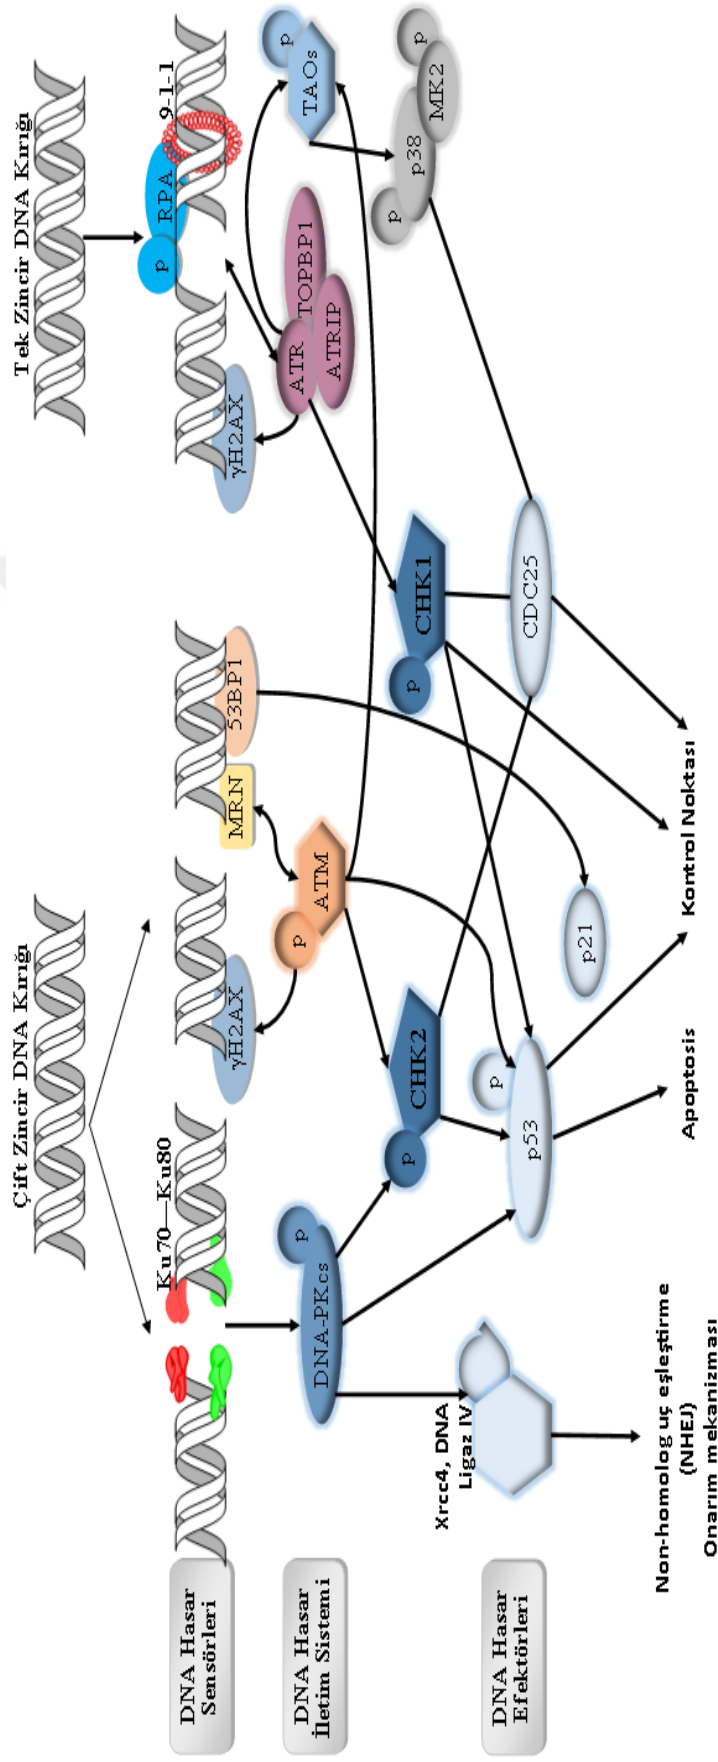 Çift Zincir DNA Kırığı
Tek Zincir DNA Kırığı
DNA Hasar
Sensörleri
Ku70—Ku80
γH2AX
MRN
53BP1
γH2AX
p
RPA
9-1-1
DNA Hasar
İletim Sistemi
DNA-PKcs
p
p
ATM
ATR
TOPBP1
ATRIP
TAOs
p
p
CHK2
p
CHK1
p
p38
MK2
p
Xrcc4, DNA
Ligaz IV
DNA Hasar
Efektörleri
p
p53
p21
CDC25
Non-homolog uç eşleştirme
(NHEJ)
Onarım mekanizması
Apoptosis
Kontrol Noktası